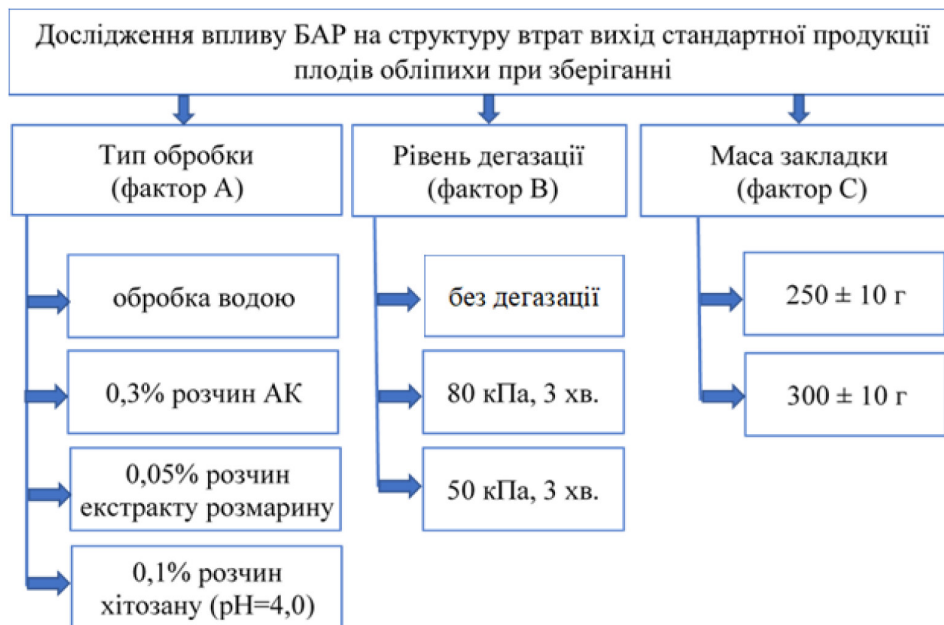 Дослідження впливу БАР на структуру втрат вихід стандартної продукції
плодів обліпихи при зберіганні
Тип обробки
(фактор А)
обробка водою
0,3% розчин АК
0,05% розчин
екстракту розмарину
0,1% розчин
хітозану (рН=4,0)
Рівень дегазації
(фактор В)
без дегазації
80 кПа, 3 хв.
50 кПа, 3 хв.
Маса закладки
(фактор С)
250 ± 10 г
300 ± 10 г